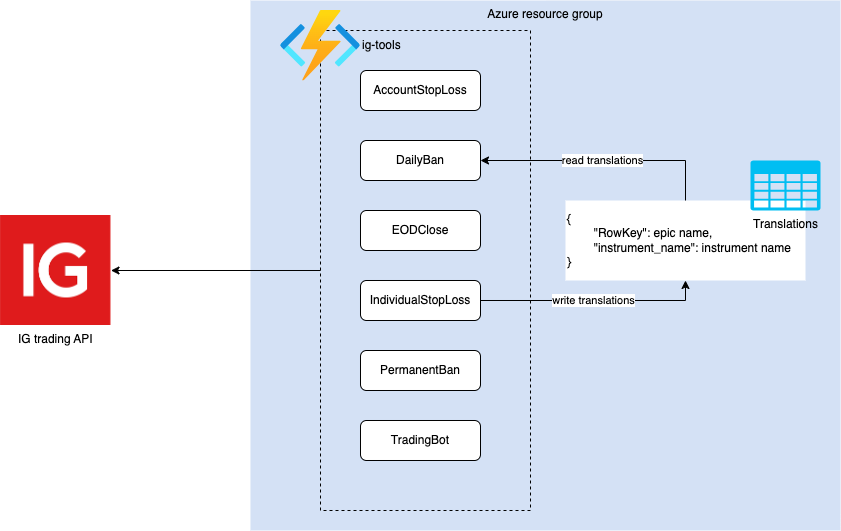 Azure resource group
ig-tools
AccountStopLoss
DailyBan
read translations
EODClose
Translations
{
"RowKey": epic name,
"instrument_name": instrument name
}
IG
IG trading API
IndividualStopLoss
write translations
PermanentBan
TradingBot